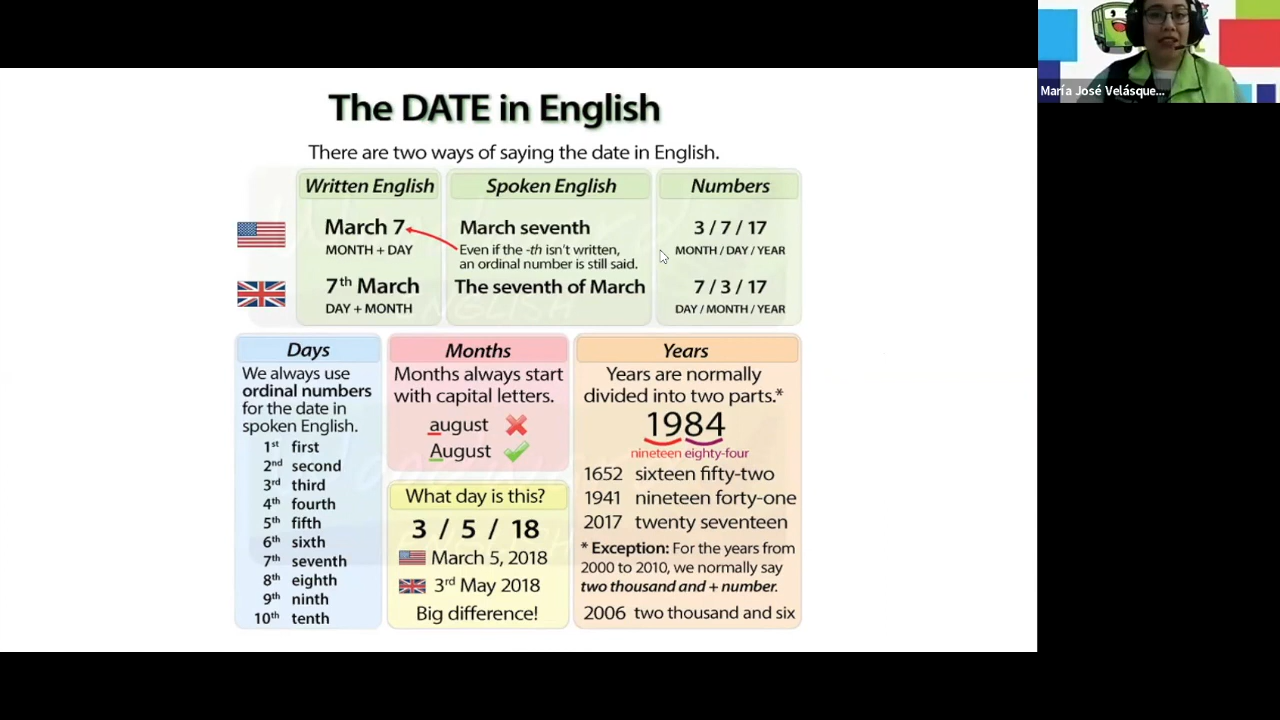 The DATE in English
There are two ways of saying the date in English.
Written English
Spoken English
Numbers
March 7
MONTH + DAY
March seventh
Even if the -th isn't written,
an ordinal number is still said.
3 / 7 / 17
MONTH / DAY / YEAR
7th March
DAY + MONTH
The seventh of March
7 / 3 / 17
DAY / MONTH / YEAR
Days
We always use
ordinal numbers
for the date in
spoken English.
1st first
2nd second
3rd third
4th fourth
5th fifth
6th sixth
7th seventh
8th eighth
9th ninth
10th tenth
Months
Months always start
with capital letters.
august
August
What day is this?
3 / 5 / 18
March 5, 2018
3rd May 2018
Big difference!
Years
Years are normally
divided into two parts.*
1984
nineteen eighty-four
1652 sixteen fifty-two
1941 nineteen forty-one
2017 twenty seventeen
* Exception: For the years from
2000 to 2010, we normally say
two thousand and + number.
2006 two thousand and six
María José Velásque...